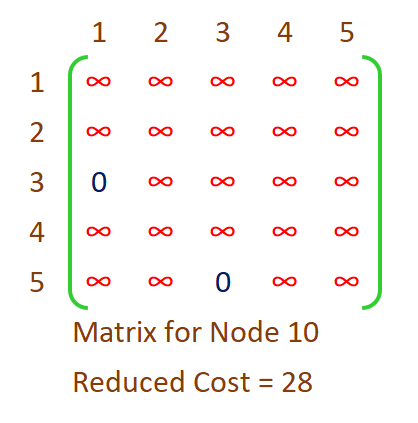 1 2 3 4 5
1 ∞ ∞ ∞ ∞ ∞
2 ∞ ∞ ∞ ∞ ∞
3 0 ∞ ∞ ∞ ∞
4 ∞ ∞ ∞ ∞ ∞
5 ∞ ∞ 0 ∞ ∞
Matrix for Node 10
Reduced Cost = 28